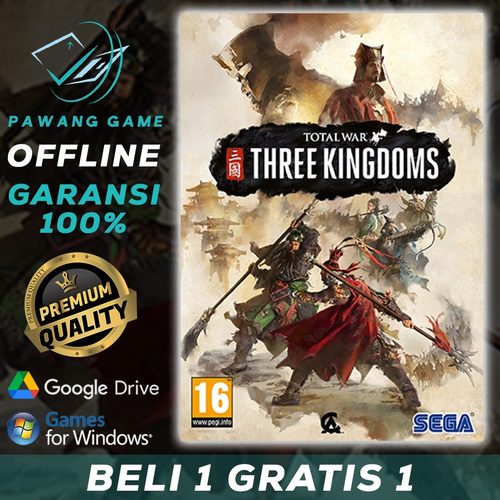 PAWANG GAME
OFFLINE
GARANSI
100%
PREMIUM
QUALITY
Google Drive
Games
for Windows®
TOTAL WAR
三國
THREE KINGDOMS
16
www.pegi.info
CA
SEGA
BELI 1 GRATIS 1